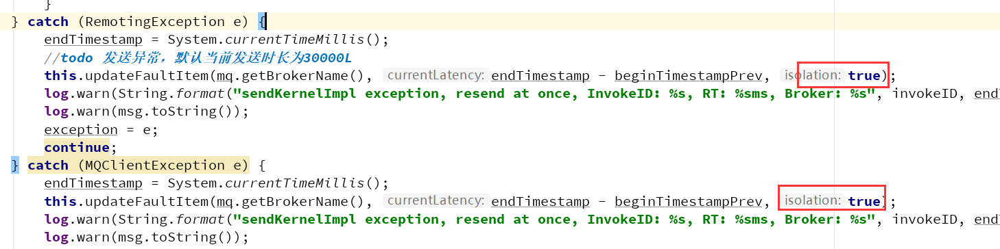 }
} catch (RemotingException e) {
endTimestamp = System.currentTimeMillis();
//todo 发送异常，默认当前发送时长为30000L
this.updateFaultItem(mq.getBrokerName(), currentLatency: endTimestamp - beginTimestampPrev, isolation: true);
log.warn(String.format("sendKernelImpl exception, resend at once, InvokeID: %s, RT: %sms, Broker: %s", invokeID, end
log.warn(msg.toString());
exception = e;
continue;
} catch (MQClientException e) {
endTimestamp = System.currentTimeMillis();
this.updateFaultItem(mq.getBrokerName(), currentLatency: endTimestamp - beginTimestampPrev, isolation: true);
log.warn(String.format("sendKernelImpl exception, resend at once, InvokeID: %s, RT: %sms, Broker: %s", invokeID, end
log.warn(msg.toString());